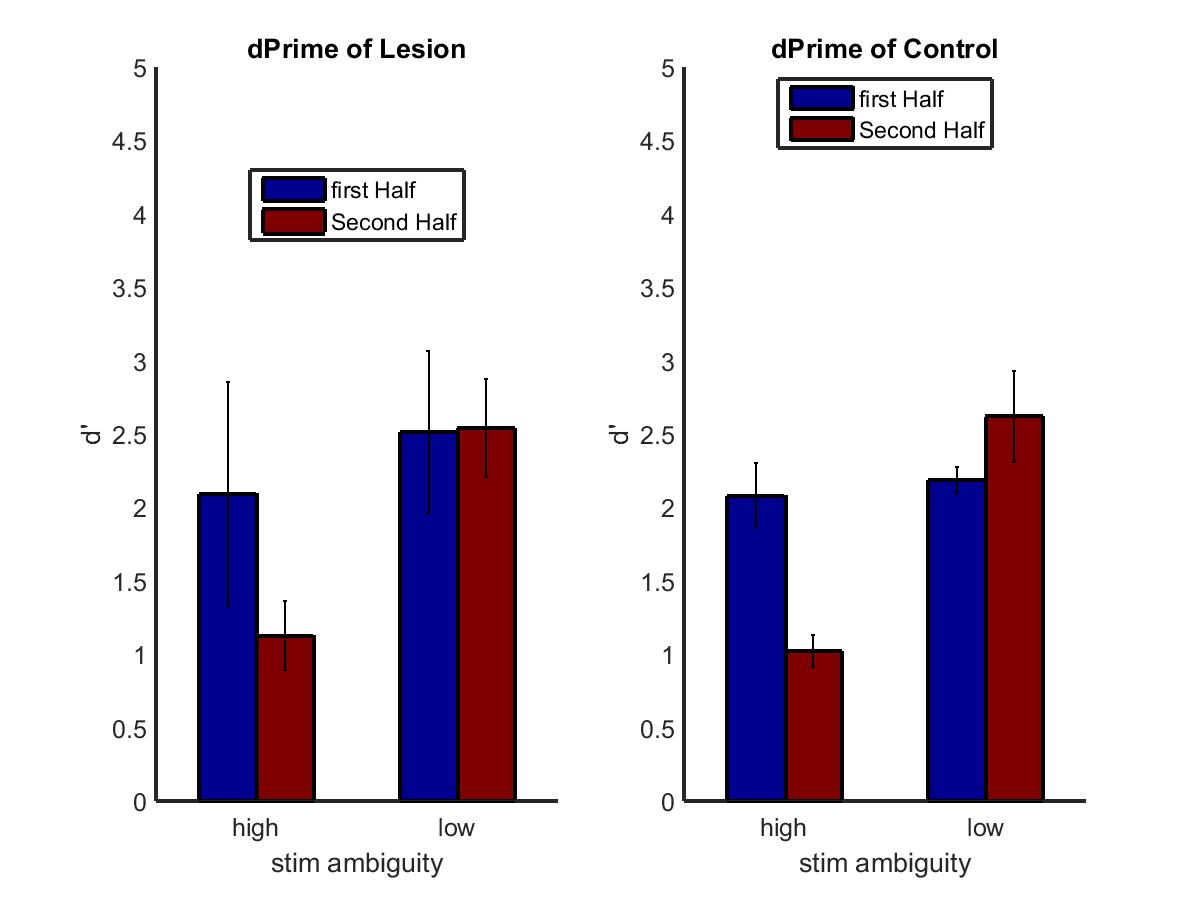 dPrime of Lesion
5
4.5
4
3.5
3
2.5
2
1.5
1
0.5
0
d'
first Half
Second Half
high
low
stim ambiguity
dPrime of Control
5
4.5
4
3.5
3
2.5
2
1.5
1
0.5
0
d'
first Half
Second Half
high
low
stim ambiguity